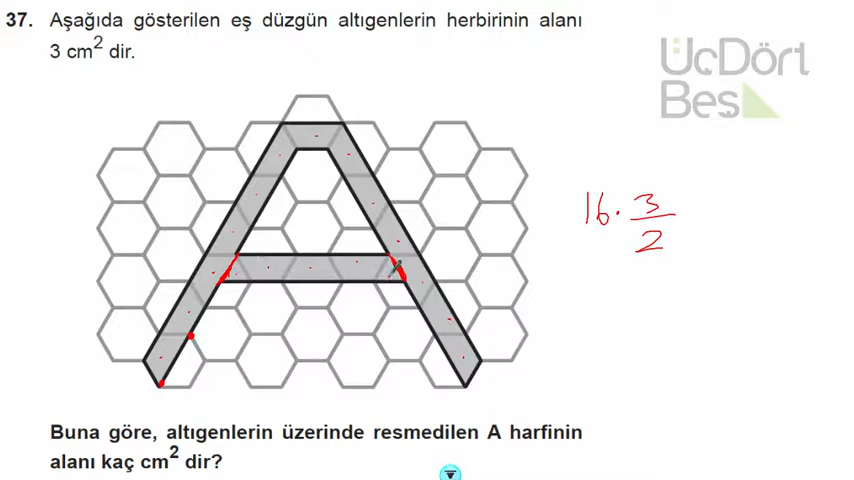 37. Aşağıda gösterilen eş düzgün altıgenlerin herbirinin alanı
3 cm² dir.
ÜçDört
Beş
16 · 3/2
Buna göre, altıgenlerin üzerinde resmedilen A harfinin
alanı kaç cm² dir?